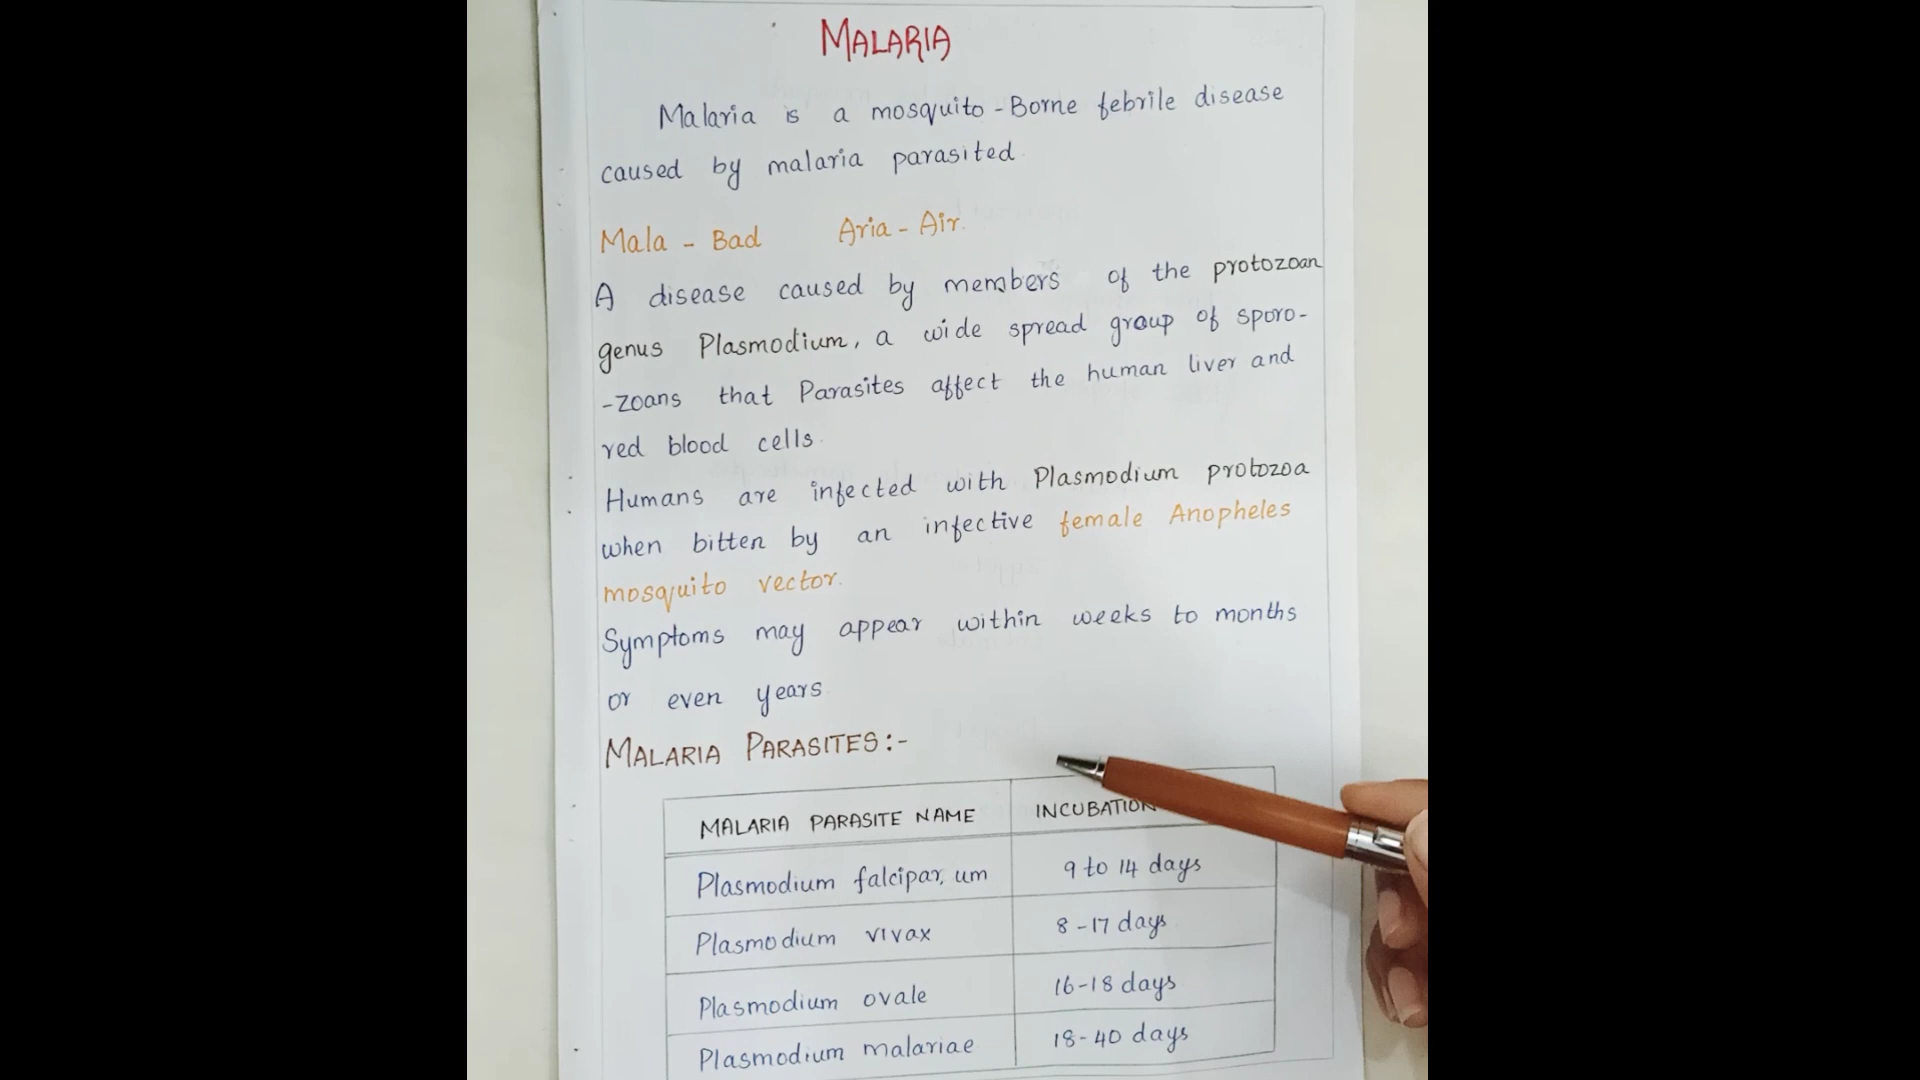 MALARIA
Malaria is a mosquito-Borne febrile disease
caused by malaria parasited
Mala - Bad Aria - Air.
A disease caused by members of the protozoan
genus Plasmodium, a wide spread group of sporo-
-zoans that Parasites affect the human liver and
red blood cells.
Humans are infected with Plasmodium protozoa
when bitten by an infective female Anopheles
mosquito vector.
Symptoms may appear within weeks to months
or even years.
MALARIA PARASITES:-
MALARIA PARASITE NAME INCUBATION
Plasmodium falciparum 9 to 14 days
Plasmodium vivax 8-17 days
Plasmodium ovale 16-18 days
Plasmodium malariae 18-40 days